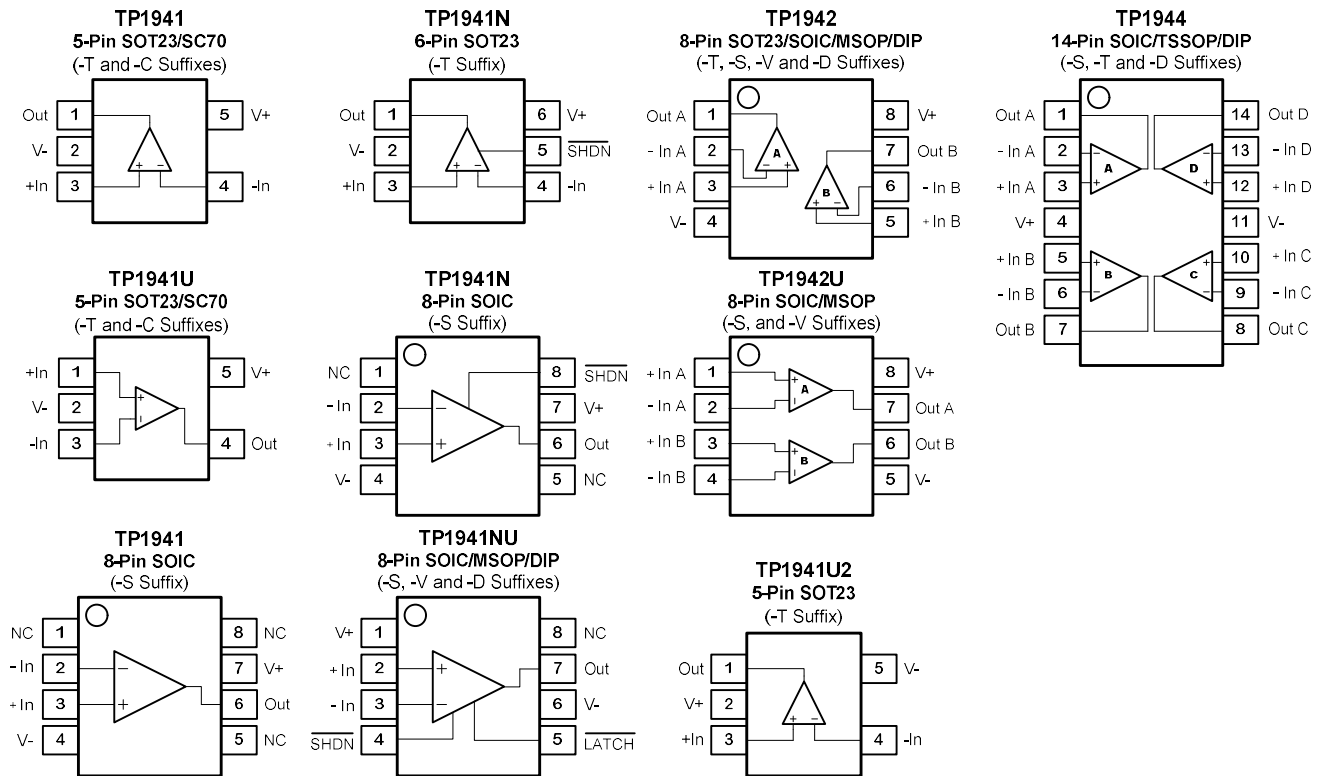 TP1941
5-Pin SOT23/SC70
(-T and -C Suffixes)
Out 1 5 V+
V- 2
+In 3 4 -In
+ -
TP1941N
6-Pin SOT23
(-T Suffix)
Out 1 6 V+
V- 2 5 SHDN
+In 3 4 -In
+ -
TP1942
8-Pin SOT23/SOIC/MSOP/DIP
(-T, -S, -V and -D Suffixes)
Out A 1 8 V+
- In A 2 7 Out B
+ In A 3 6 - In B
V- 4 5 + In B
A
- +
B
+ -
TP1944
14-Pin SOIC/TSSOP/DIP
(-S, -T and -D Suffixes)
Out A 1 14 Out D
- In A 2 13 - In D
+ In A 3 12 + In D
V+ 4 11 V-
+ In B 5 10 + In C
- In B 6 9 - In C
Out B 7 8 Out C
- A + - D +
+ B - + C -
TP1941U
5-Pin SOT23/SC70
(-T and -C Suffixes)
+In 1 5 V+
V- 2
-In 3 4 Out
+ -
TP1941N
8-Pin SOIC
(-S Suffix)
NC 1 8 SHDN
- In 2 7 V+
+ In 3 6 Out
V- 4 5 NC
- +
TP1942U
8-Pin SOIC/MSOP
(-S, and -V Suffixes)
+ In A 1 8 V+
- In A 2 7 Out A
+ In B 3 6 Out B
- In B 4 5 V-
+ A -
+ B -
TP1941
8-Pin SOIC
(-S Suffix)
NC 1 8 NC
- In 2 7 V+
+ In 3 6 Out
V- 4 5 NC
- +
TP1941NU
8-Pin SOIC/MSOP/DIP
(-S, -V and -D Suffixes)
V+ 1 8 NC
+ In 2 7 Out
- In 3 6 V-
SHDN 4 5 LATCH
+ -
TP1941U2
5-Pin SOT23
(-T Suffix)
Out 1 5 V-
V+ 2
+In 3 4 -In
+ -